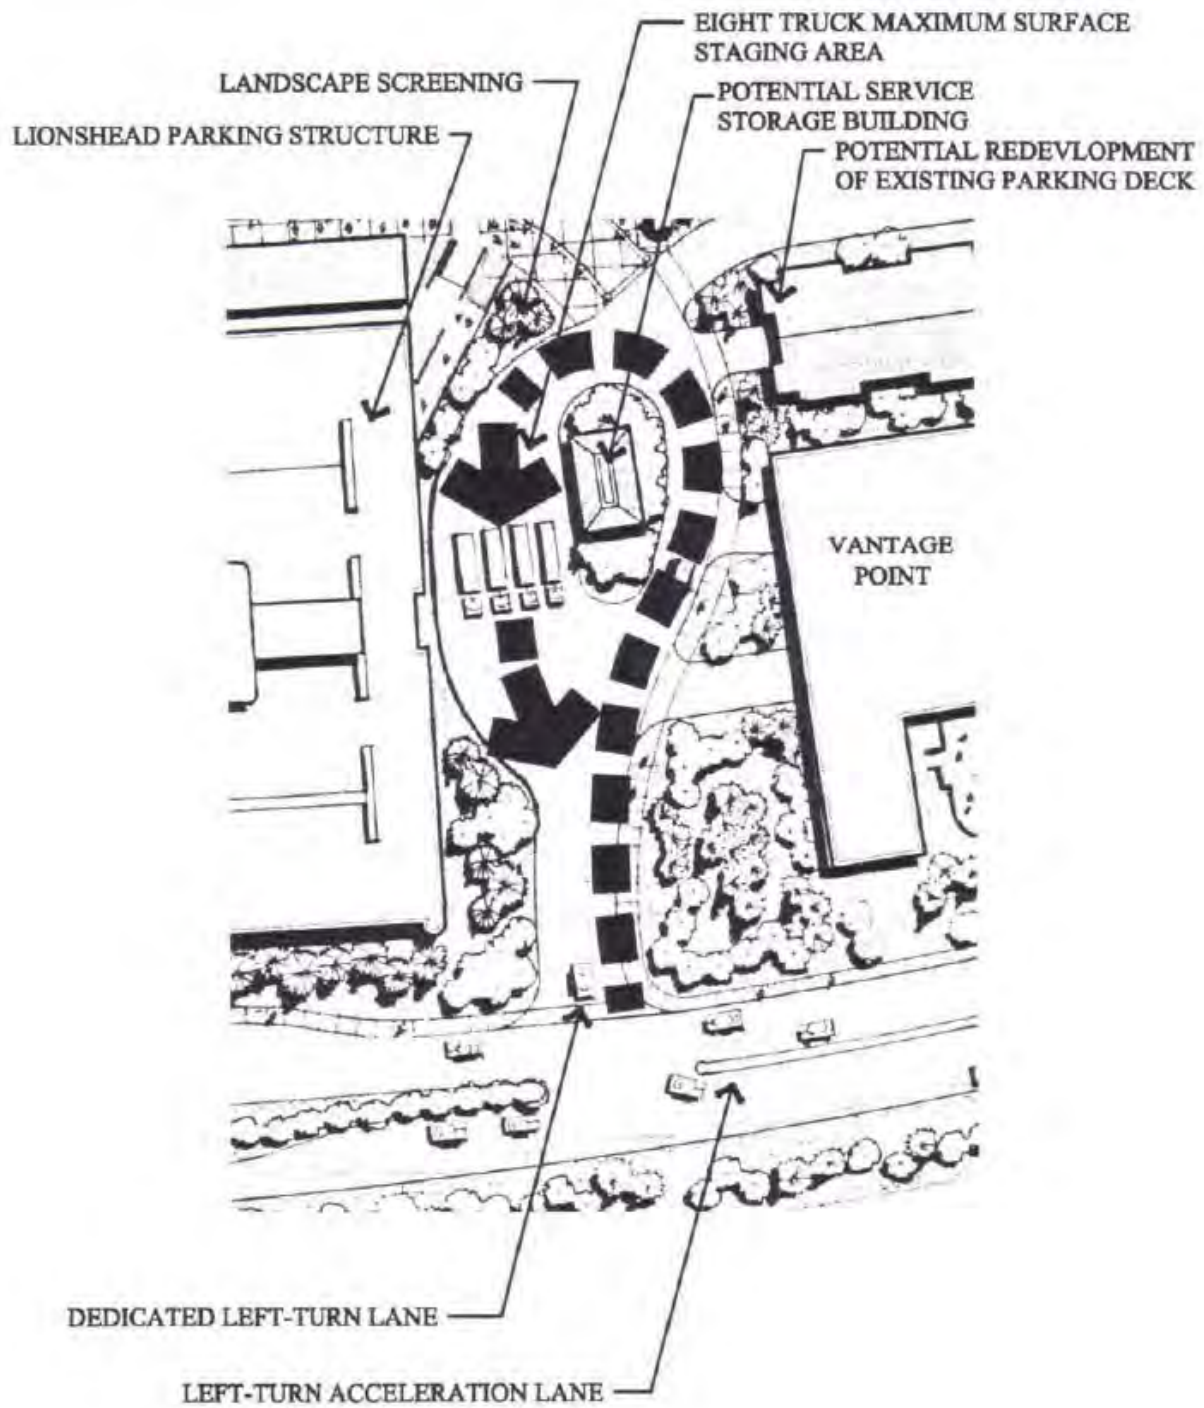 EIGHT TRUCK MAXIMUM SURFACE
STAGING AREA
LANDSCAPE SCREENING
POTENTIAL SERVICE
STORAGE BUILDING
LIONSHEAD PARKING STRUCTURE
POTENTIAL REDEVLOPMENT
OF EXISTING PARKING DECK
VANTAGE
POINT
DEDICATED LEFT-TURN LANE
LEFT-TURN ACCELERATION LANE